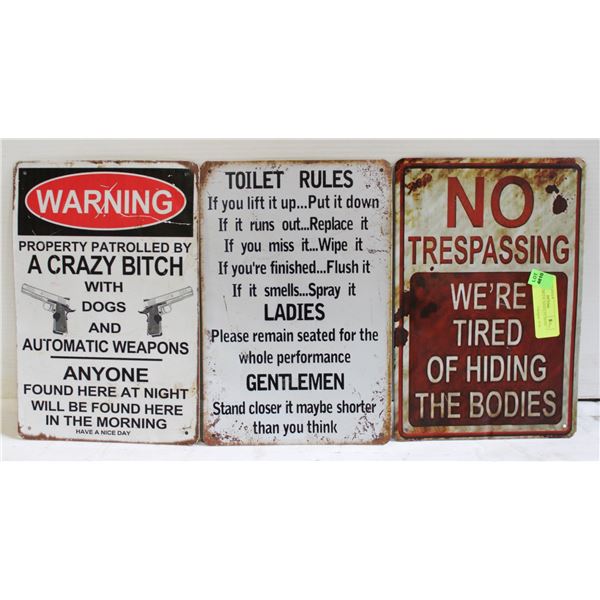 WARNING
PROPERTY PATROLLED BY
A CRAZY BITCH
WITH
DOGS
AND
AUTOMATIC WEAPONS
ANYONE
FOUND HERE AT NIGHT
WILL BE FOUND HERE
IN THE MORNING
HAVE A NICE DAY
TOILET RULES
If you lift it up...Put it down
If it runs out...Replace it
If you miss it...Wipe it
If you're finished...Flush it
If it smells...Spray it
LADIES
Please remain seated for the
whole performance
GENTLEMEN
Stand closer it maybe shorter
than you think
NO
TRESPASSING
WE'RE
TIRED
OF HIDING
THE BODIES
LOT